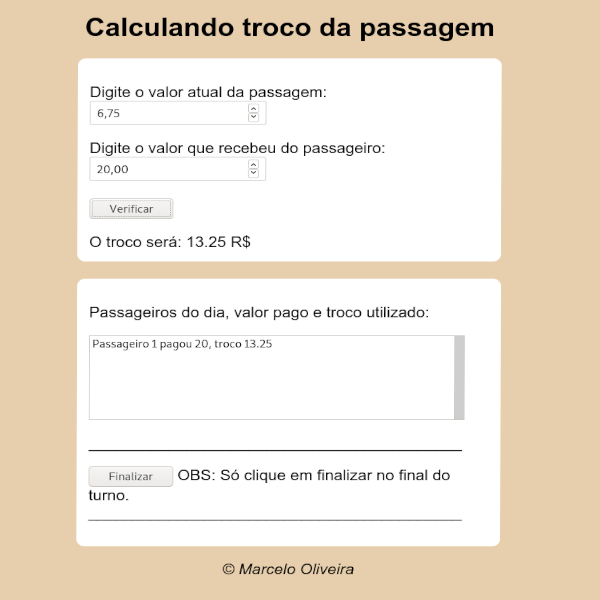 Calculando troco da passagem
Digite o valor atual da passagem:
6,75
Digite o valor que recebeu do passageiro:
20,00
Verificar
O troco será: 13.25 R$
Passageiros do dia, valor pago e troco utilizado:
Passageiro 1 pagou 20, troco 13.25
Finalizar OBS: Só clique em finalizar no final do
turno.
© Marcelo Oliveira